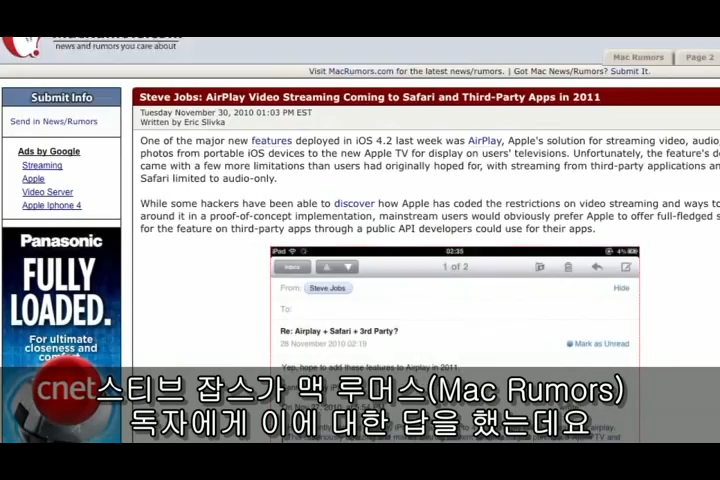 news and rumors you care about
Mac Rumors
Page 2
Visit MacRumors.com for the latest news/rumors. | Got Mac News/Rumors? Submit It.
Submit Info
Send in News/Rumors
Ads by Google
Streaming
Apple
Video Server
Apple Iphone 4
Panasonic
FULLY
LOADED.
For ultimate
closeness and
comfort
Steve Jobs: AirPlay Video Streaming Coming to Safari and Third-Party Apps in 2011
Tuesday November 30, 2010 01:03 PM EST
Written by Eric Slivka
One of the major new features deployed in iOS 4.2 last week was AirPlay, Apple's solution for streaming video, audio,
photos from portable iOS devices to the new Apple TV for display on users' televisions. Unfortunately, the feature's
came with a few more limitations than users had originally hoped for, with streaming from third-party applications
Safari limited to audio-only.
While some hackers have been able to discover how Apple has coded the restrictions on video streaming and ways
around it in a proof-of-concept implementation, mainstream users would obviously prefer Apple to offer full-fledged
for the feature on third-party apps through a public API developers could use for their apps.
iPad 02:35 4%
Inbox 1 of 2
From: Steve Jobs Hide
To:
Re: Airplay + Safari + 3rd Party?
28 November 2010 02:19 Mark as Unread
Yep, hope to add these features to Airplay in 2011.
cnet
스티브 잡스가 맥 루머스(Mac Rumors)
독자에게 이에 대한 답을 했는데요